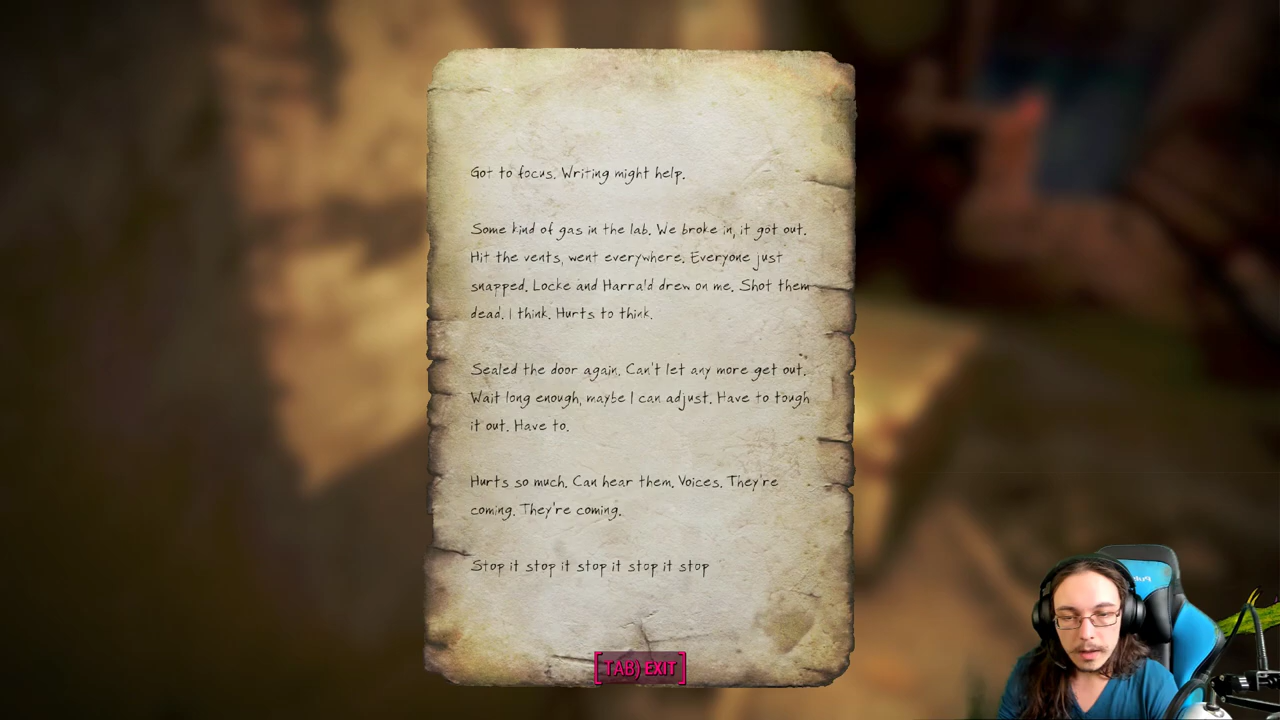 Got to focus. Writing might help.
Some kind of gas in the lab. We broke in, it got out.
Hit the vents, went everywhere. Everyone just
snapped. Locke and Harrald drew on me. Shot them
dead. I think. Hurts to think.
Sealed the door again. Can't let any more get out.
Wait long enough, maybe I can adjust. Have to tough
it out. Have to.
Hurts so much. Can hear them. Voices. They're
coming. They're coming.
Stop it stop it stop it stop it stop
TAB) EXIT